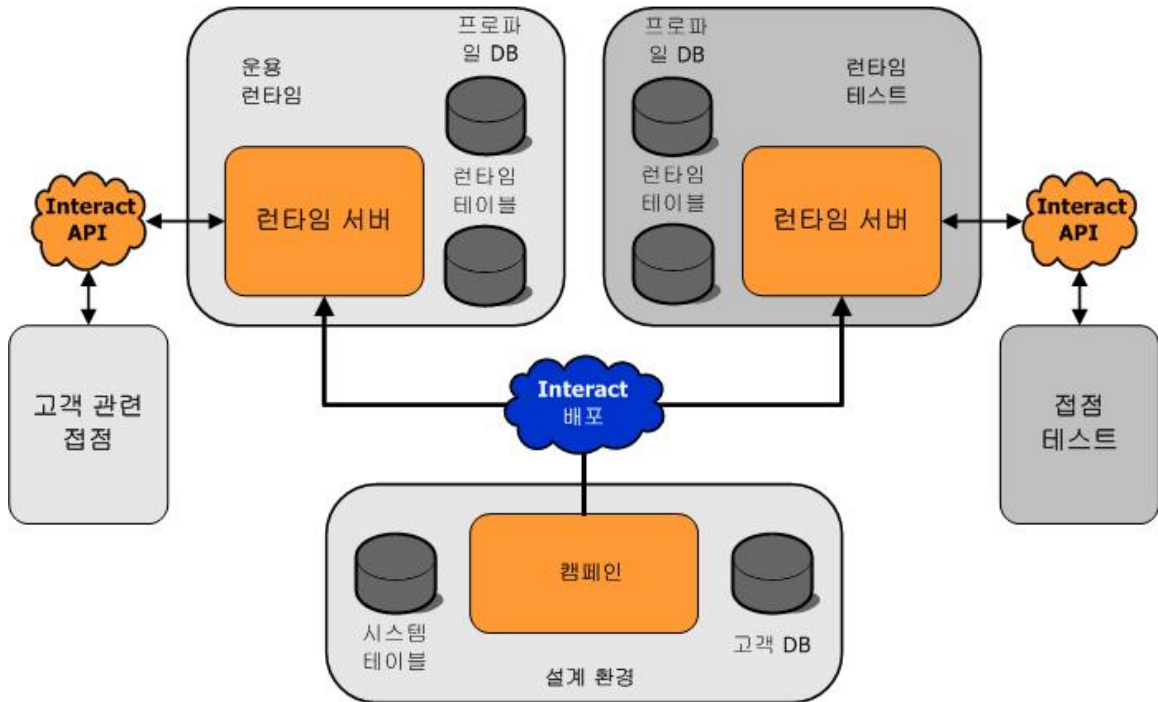 프로파
일 DB
운용
런타임
런타임 서버
런타임
테이블
프로파
일 DB
런타임
테스트
런타임
테이블
런타임 서버
Interact
API
Interact
API
고객 관련
접점
Interact
배포
접점
테스트
캠페인
시스템
테이블
고객 DB
설계 환경